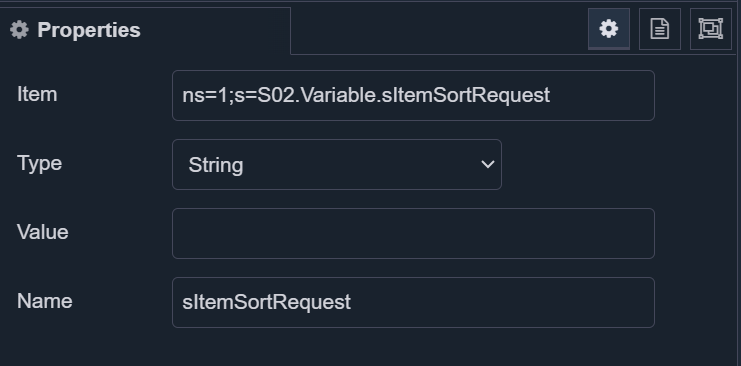 Properties
Item
ns=1;s=S02.Variable.sItemSortRequest
Type
String
Value
Name
sItemSortRequest